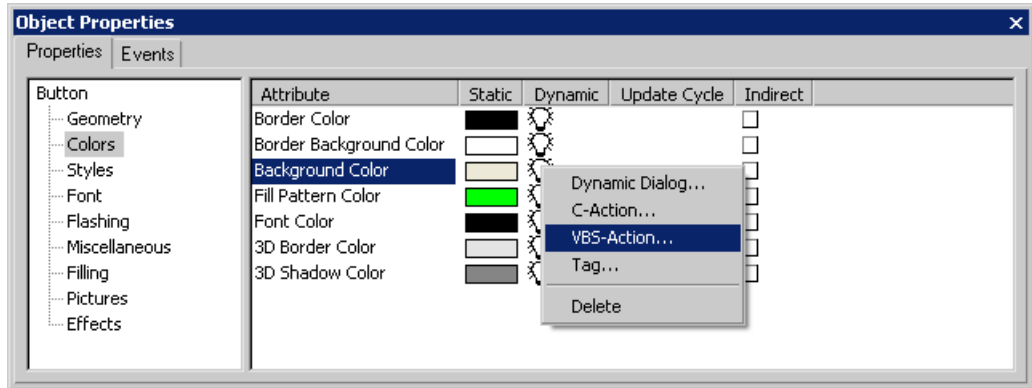 Object Properties
Properties Events
Button
Geometry
Colors
Styles
Font
Flashing
Miscellaneous
Filling
Pictures
Effects
Attribute Static Dynamic Update Cycle Indirect
Border Color
Border Background Color
Background Color
Fill Pattern Color
Font Color
3D Border Color
3D Shadow Color
Dynamic Dialog...
C-Action...
VBS-Action...
Tag...
Delete